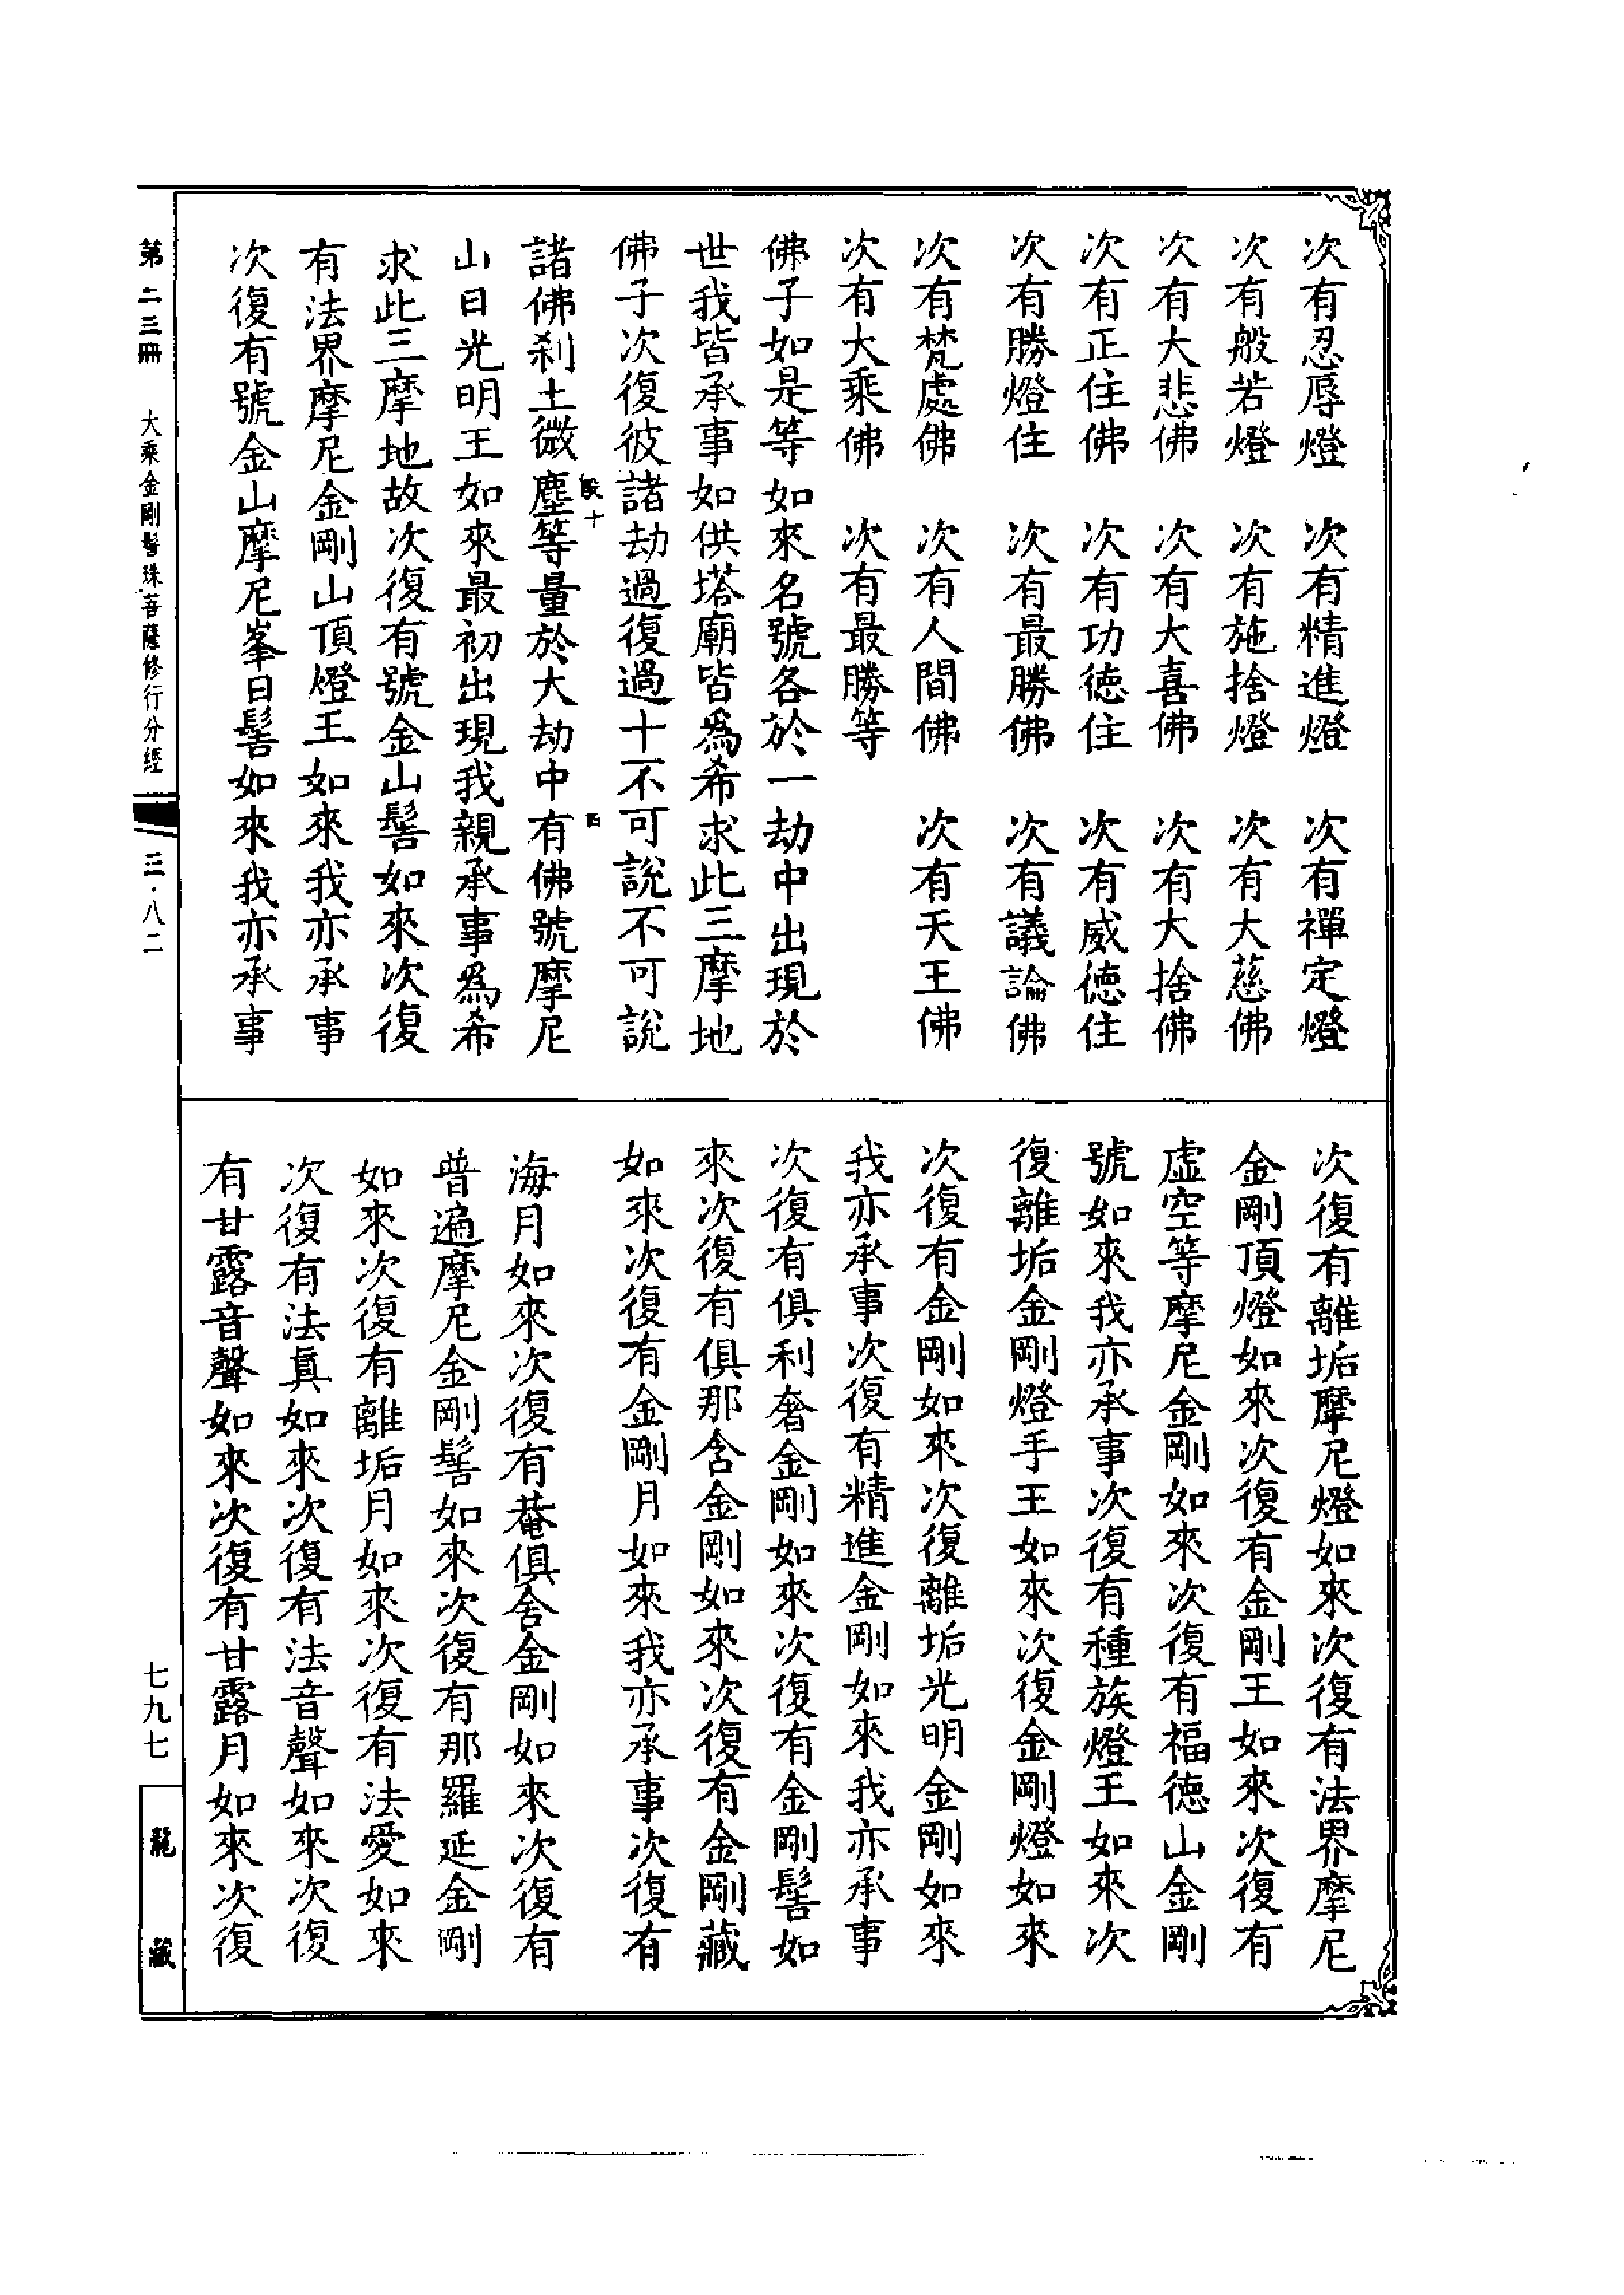 次有忍辱燈　次有精進燈　次有禪定燈
次有般若燈　次有施捨燈　次有大慈佛
次有大悲佛　次有大喜佛　次有大捨佛
次有正住佛　次有功徳住　次有威徳住
次有勝燈住　次有最勝佛　次有議論佛
次有梵處佛　次有人間佛　次有天王佛
次有大乘佛　次有最勝等
佛子如是等如來名號各於一劫中出現於
世我皆承事如供塔廟皆爲希求此三摩地
佛子次復彼諸劫過復過十不可說不可說
諸佛刹土微塵等量於大劫中有佛號摩尼
山日光明王如來最初出現我親承事爲希
求此三摩地故次復有號金山髻如來次復
有法界摩尼金剛山頂燈王如來我亦承事
次復有號金山摩尼峯日髻如來我亦承事
次復有離垢摩尼燈如來次復有法界摩尼
金剛頂燈如來次復有金剛王如來次復有
虛空等摩尼金剛如來次復有福徳山金剛
號如來我亦承事次復有種族燈王如來次
復離垢金剛燈手王如來次復金剛燈如來
次復有金剛如來次復離垢光明金剛如來
我亦承事次復有精進金剛如來我亦承事
次復有俱利奢金剛如來次復有金剛髻如
來次復有俱那含金剛如來次復有金剛藏
如來次復有金剛月如來我亦承事次復有
海月如來次復有菴俱舍金剛如來次復有
普遍摩尼金剛髻如來次復有那羅延金剛
如來次復有離垢月如來次復有法愛如來
次復有法真如來次復有法音聲如來次復
有甘露音聲如來次復有甘露月如來次復
第二三冊　大乘金剛髻珠菩薩修行分經
三·八二
七九七
龍藏